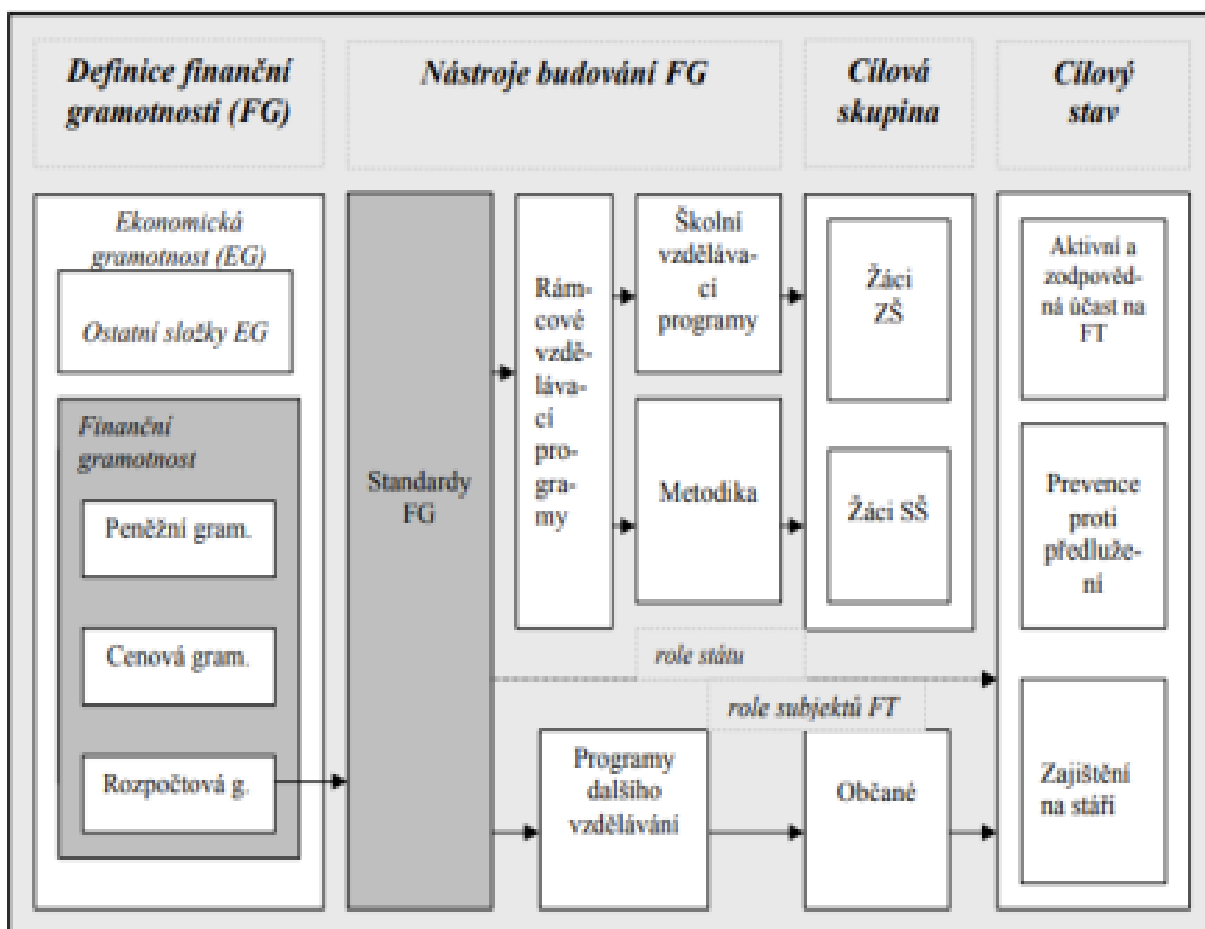 Definice finanční
gramotnosti (FG)
Nástroje budování FG
Cílová
skupina
Cílový
stav
Ekonomická
gramotnost (EG)
Ostatní složky EG
Finanční
gramotnost
Peněžní gram.
Cenová gram.
Rozpočtová g.
Standardy
FG
Rám-
cové
vzdě-
láva-
cí
pro-
gra-
my
Školní
vzděláva-
cí
programy
Metodika
Žáci
ZŠ
Žáci SŠ
Aktivní a
zodpověd-
ná účast na
FT
Prevence
proti
předluže-
ní
role státu
role subjektů FT
Programy
dalšího
vzdělávání
Občané
Zajištění
na stáří